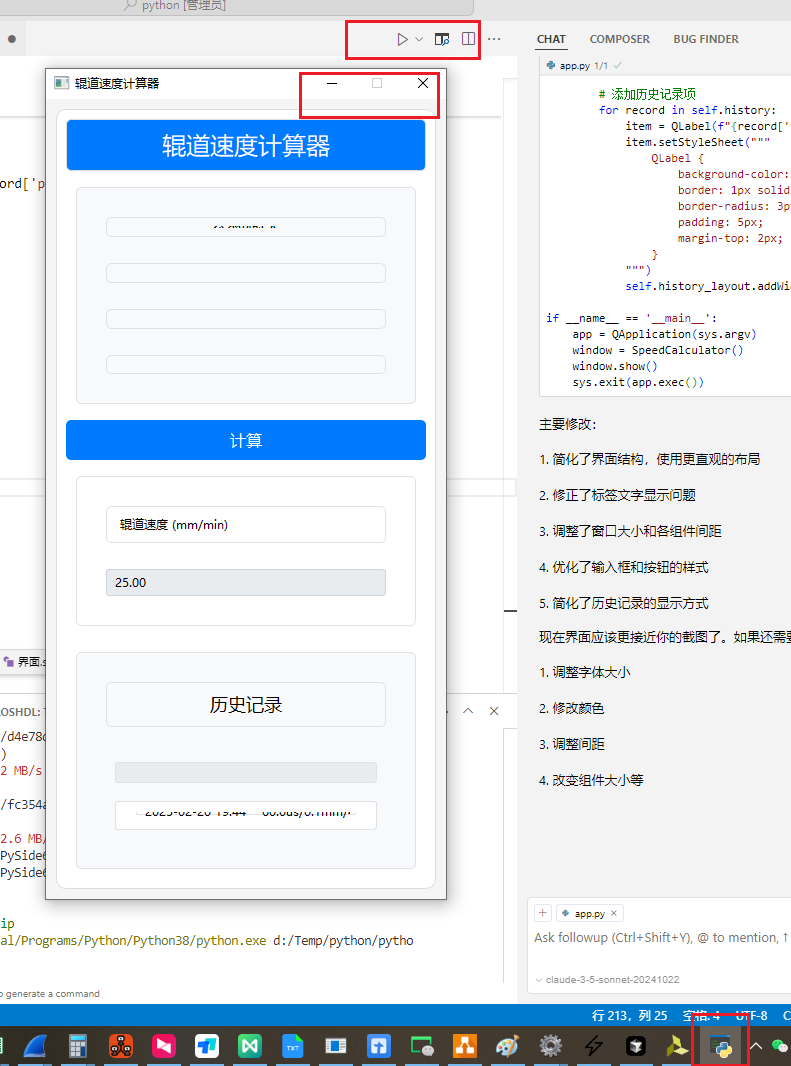 python [管理员]
CHAT
COMPOSER
BUG FINDER
app.py 1/1
辊道速度计算器
辊道速度计算器
ord['p
计算
辊道速度 (mm/min)
25.00
历史记录
2025-02-20 19:44
# 添加历史记录项
for record in self.history:
item = QLabel(f"{record['
item.setStyleSheet("""
QLabel {
background-color:
border: 1px solid
border-radius: 3p
padding: 5px;
margin-top: 2px;
}
""")
self.history_layout.addWi
if __name__ == '__main__':
app = QApplication(sys.argv)
window = SpeedCalculator()
window.show()
sys.exit(app.exec())
主要修改:
1. 简化了界面结构，使用更直观的布局
2. 修正了标签文字显示问题
3. 调整了窗口大小和各组件间距
4. 优化了输入框和按钮的样式
5. 简化了历史记录的显示方式
现在界面应该更接近你的截图了。如果还需要
1. 调整字体大小
2. 修改颜色
3. 调整间距
4. 改变组件大小等
界面.s
OSHDL: T
/d4e78d
)
2 MB/s
/fc354a
2.6 MB/
PySide6
PySide6
ip
al/Programs/Python/Python38/python.exe d:/Temp/python/pytho
o generate a command
app.py
Ask followup (Ctrl+Shift+Y), @ to mention, ↑
claude-3-5-sonnet-20241022
行 213，列 25
空格: 4
UTF-8
C
TXT